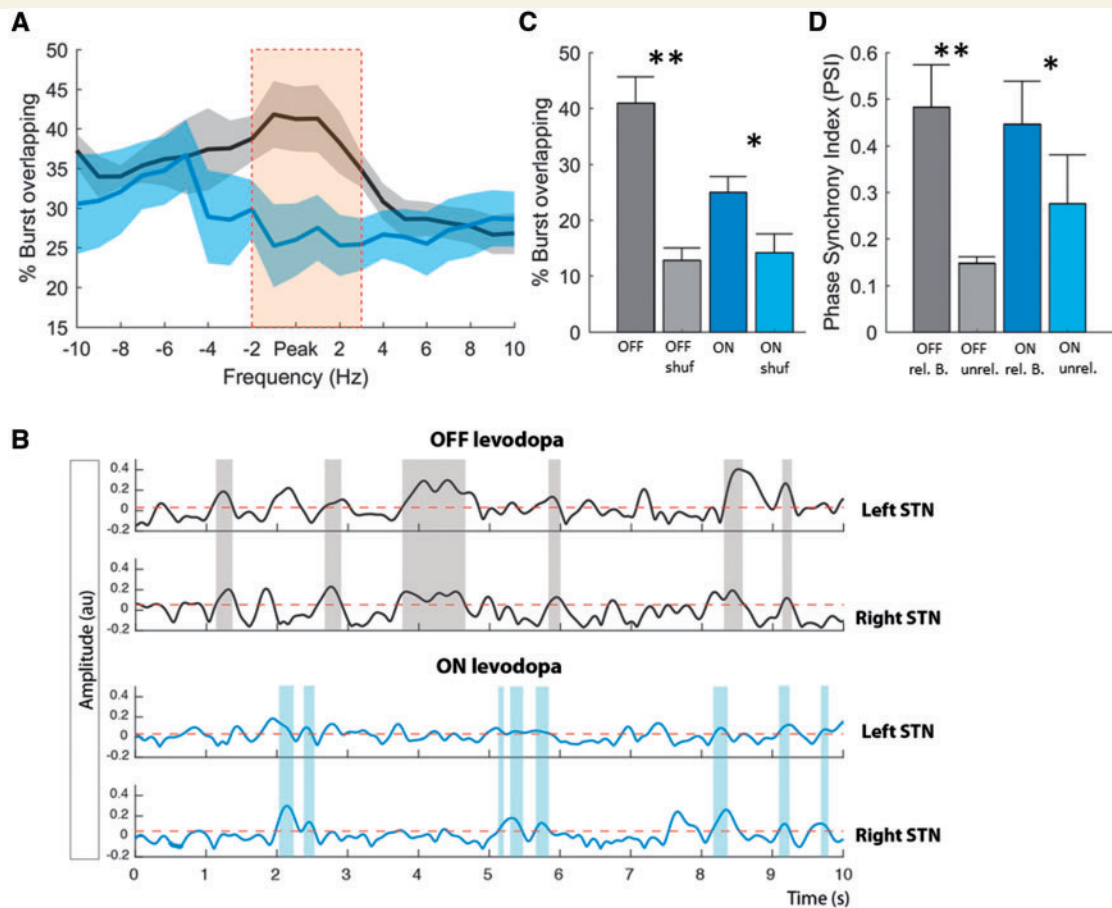 A
50
45
40
35
30
25
20
15
% Burst overlapping
-10 -8 -6 -4 -2 Peak 2 4 6 8 10
Frequency (Hz)
C
50
40
30
20
10
0
% Burst overlapping
** *
OFF OFF ON ON
shuf shuf
D
0.6
0.5
0.4
0.3
0.2
0.1
0
Phase Synchrony Index (PSI)
** *
OFF OFF ON ON
rel. B. unrel. rel. B. unrel.
B
OFF levodopa
Amplitude (au)
0.4
0.2
0
-0.2
Left STN
0.4
0.2
0
-0.2
Right STN
ON levodopa
0.4
0.2
0
-0.2
Left STN
0.4
0.2
0
-0.2
Right STN
0 1 2 3 4 5 6 7 8 9 10
Time (s)